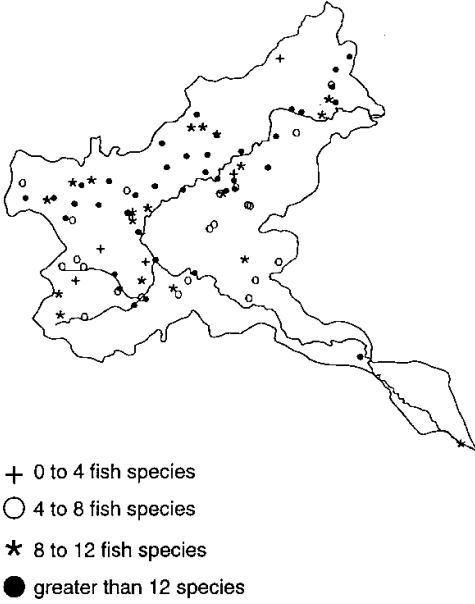 0 to 4 fish species
4 to 8 fish species
8 to 12 fish species
greater than 12 species